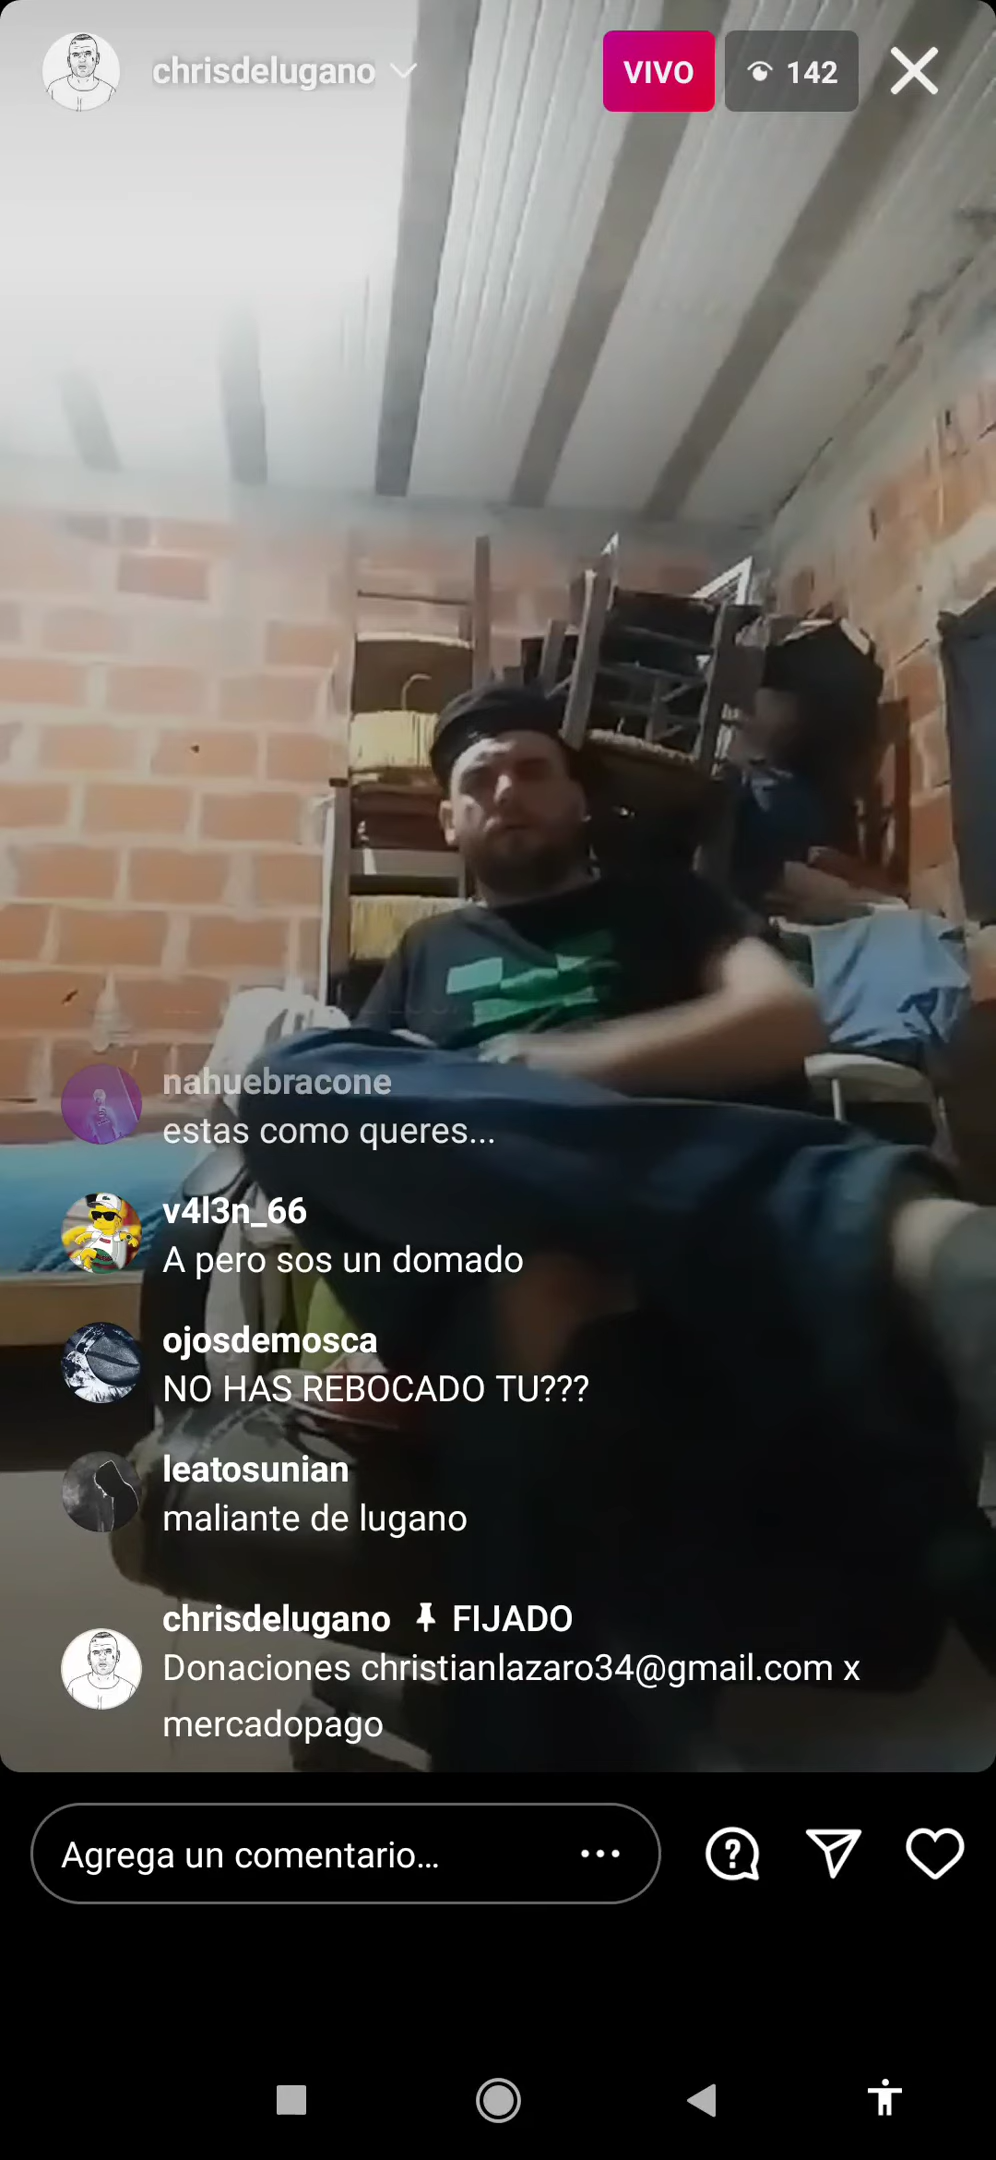 chrisdelugano
VIVO
142
nahuebracone
estas como queres...
v4l3n_66
A pero sos un domado
ojosdemosca
NO HAS REBOCADO TU???
leatosunian
maliante de lugano
chrisdelugano FIJADO
Donaciones christianlazaro34@gmail.com x
mercadopago
Agrega un comentario...